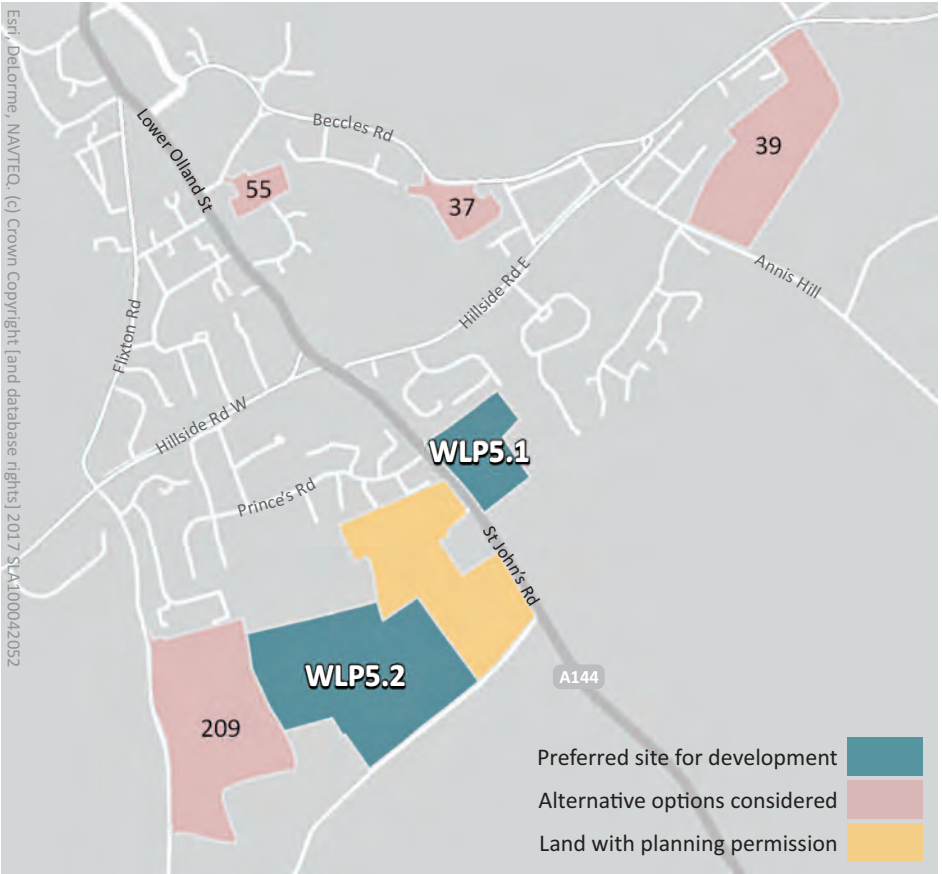 Esri, DeLorme, NAVTEQ. (c) Crown Copyright [and database rights] 2017 SLA100042052
Lower Olland St
Beccles Rd
39
55
37
Annis Hill
Hillside Rd E
Flixton Rd
Hillside Rd W
WLP5.1
Prince's Rd
St John's Rd
WLP5.2
A144
209
Preferred site for development
Alternative options considered
Land with planning permission